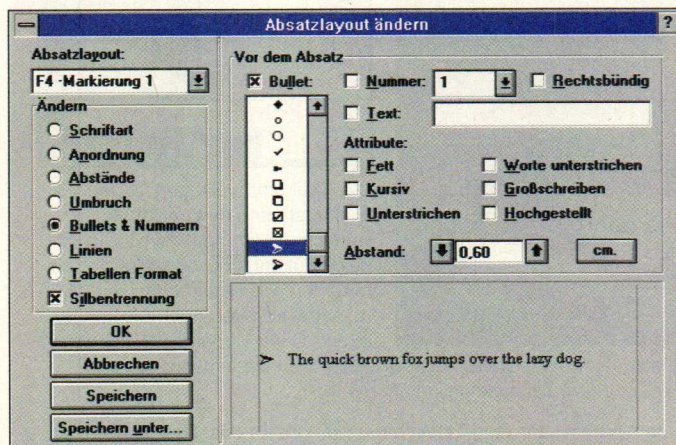 Absatzlayout ändern
?
Absatzlayout:
F4 -Markierung 1
Ändern
Schriftart
Anordnung
Abstände
Umbruch
Bullets & Nummern
Linien
Tabellen Format
Silbentrennung
OK
Abbrechen
Speichern
Speichern unter...
Vor dem Absatz
Bullet:
Nummer: 1
Rechtsbündig
Text:
Attribute:
Fett
Worte unterstrichen
Kursiv
Großschreiben
Unterstrichen
Hochgestellt
Abstand: 0,60 cm.
The quick brown fox jumps over the lazy dog.